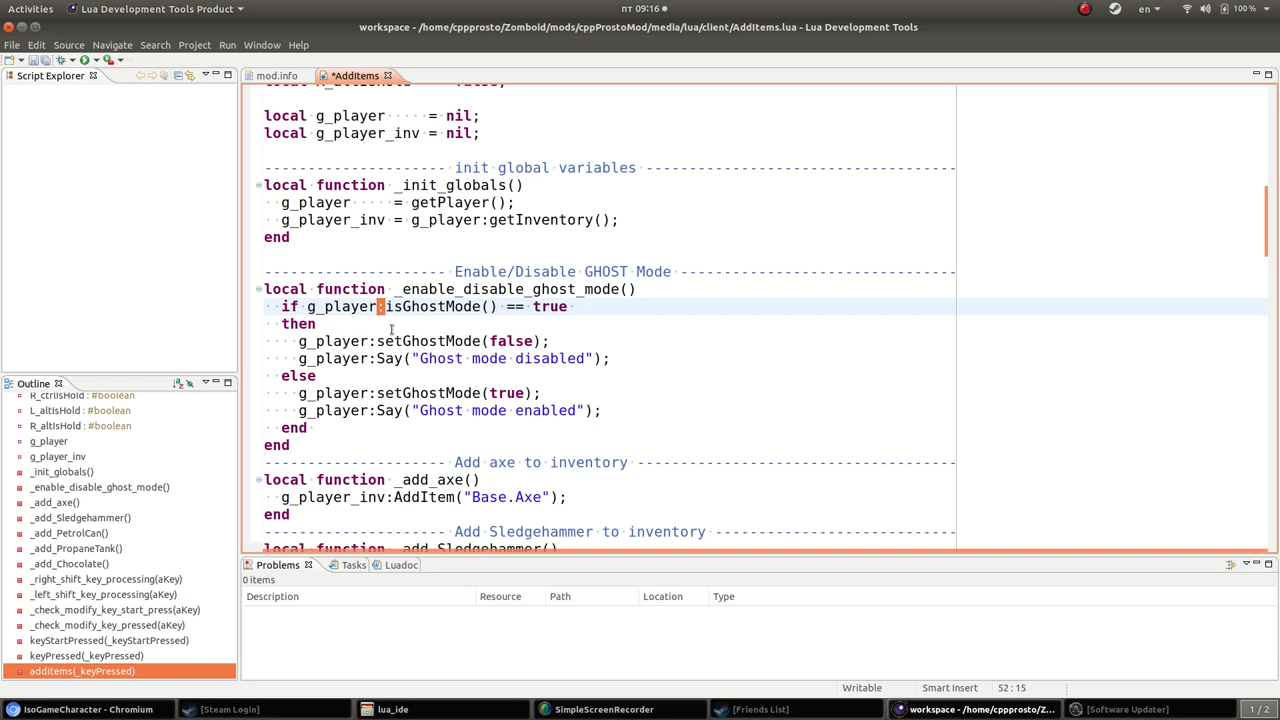 Activities
Lua Development Tools Product
пт 09:16
en
100 %
workspace - /home/cppprosto/Zomboid/mods/cppProstoMod/media/lua/client/AddItems.lua - Lua Development Tools
File Edit Source Navigate Search Project Run Window Help
Script Explorer
mod.info
*AddItems
local g_player ····· = nil;
local g_player_inv = nil;
--------------------- init global variables ---------------------------------
local function _init_globals()
g_player ····· = getPlayer();
g_player_inv = g_player:getInventory();
end
--------------------- Enable/Disable GHOST Mode --------------------------------
local function _enable_disable_ghost_mode()
if g_player:isGhostMode() == true
then
g_player:setGhostMode(false);
g_player:Say("Ghost mode disabled");
else
g_player:setGhostMode(true);
g_player:Say("Ghost mode enabled");
end
end
--------------------- Add axe to inventory -------------------------------------
local function _add_axe()
g_player_inv:AddItem("Base.Axe");
end
--------------------- Add Sledgehammer to inventory ----------------------------
local function _add_Sledgehammer()
Outline
R_ctrlIsHold : #boolean
L_altIsHold : #boolean
R_altIsHold : #boolean
g_player
g_player_inv
_init_globals()
_enable_disable_ghost_mode()
_add_axe()
_add_Sledgehammer()
_add_PetrolCan()
_add_PropaneTank()
_add_Chocolate()
_right_shift_key_processing(aKey)
_left_shift_key_processing(aKey)
_check_modify_key_start_press(aKey)
_check_modify_key_pressed(aKey)
keyStartPressed(_keyStartPressed)
keyPressed(_keyPressed)
addItems(_keyPressed)
Problems
Tasks
Luadoc
0 items
Description Resource Path Location Type
Writable
Smart Insert
52 : 15
IsoGameCharacter - Chromium
[Steam Login]
lua_ide
SimpleScreenRecorder
[Friends List]
workspace - /home/cppprosto/Z...
[Software Updater]
1 / 2